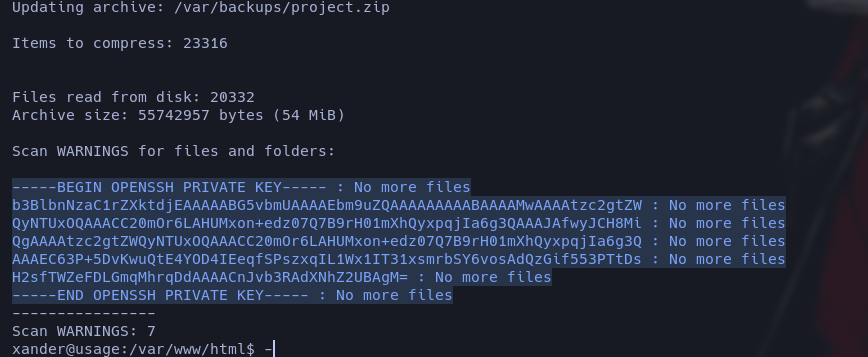 Updating archive: /var/backups/project.zip
Items to compress: 23316
Files read from disk: 20332
Archive size: 55742957 bytes (54 MiB)
Scan WARNINGS for files and folders:
-----BEGIN OPENSSH PRIVATE KEY----- : No more files
b3BlbnNzaC1rZXktdjEAAAAABG5vbmUAAAAEbm9uZQAAAAAAAAABAAAAMwAAAAtzc2gtZW : No more files
QyNTUxOQAAACC20mOr6LAHUMxon+edz07Q7B9rH01mXhQyxpqjIa6g3QAAAJAfwyJCH8Mi : No more files
QgAAAAtzc2gtZWQyNTUxOQAAACC20mOr6LAHUMxon+edz07Q7B9rH01mXhQyxpqjIa6g3Q : No more files
AAAEC63P+5DvKwuQtE4YOD4IEeqfSPszxqIL1Wx1IT31xsmrbSY6vosAdQzGif553PTtDs : No more files
H2sfTWZeFDLGmqMhrqDdAAAACnJvb3RAdXNhZ2UBAgM= : No more files
-----END OPENSSH PRIVATE KEY----- : No more files
----------------
Scan WARNINGS: 7
xander@usage:/var/www/html$ -